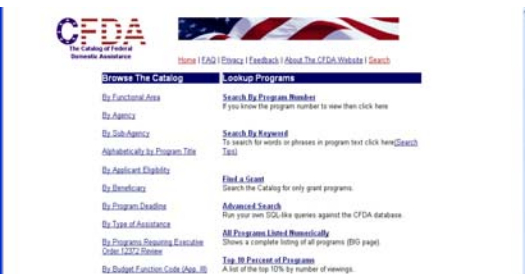 CFDA
The Catalog of Federal
Domestic Assistance
Home | FAQ | Privacy | Feedback | About The CFDA Website | Search
Browse The Catalog
By Functional Area
By Agency
By Sub-Agency
Alphabetically by Program Title
By Applicant Eligibility
By Beneficiary
By Program Deadline
By Type of Assistance
By Programs Requiring Executive
Order 12372 Review
By Budget Function Code (App. III)
Lookup Programs
Search By Program Number
If you know the program number to view then click here
Search By Keyword
To search for words or phrases in program text click here(Search
Tips)
Find a Grant
Search the Catalog for only grant programs.
Advanced Search
Run your own SQL-like queries against the CFDA database.
All Programs Listed Numerically
Shows a complete listing of all programs (BIG page).
Top 10 Percent of Programs
A list of the top 10% by number of viewings.